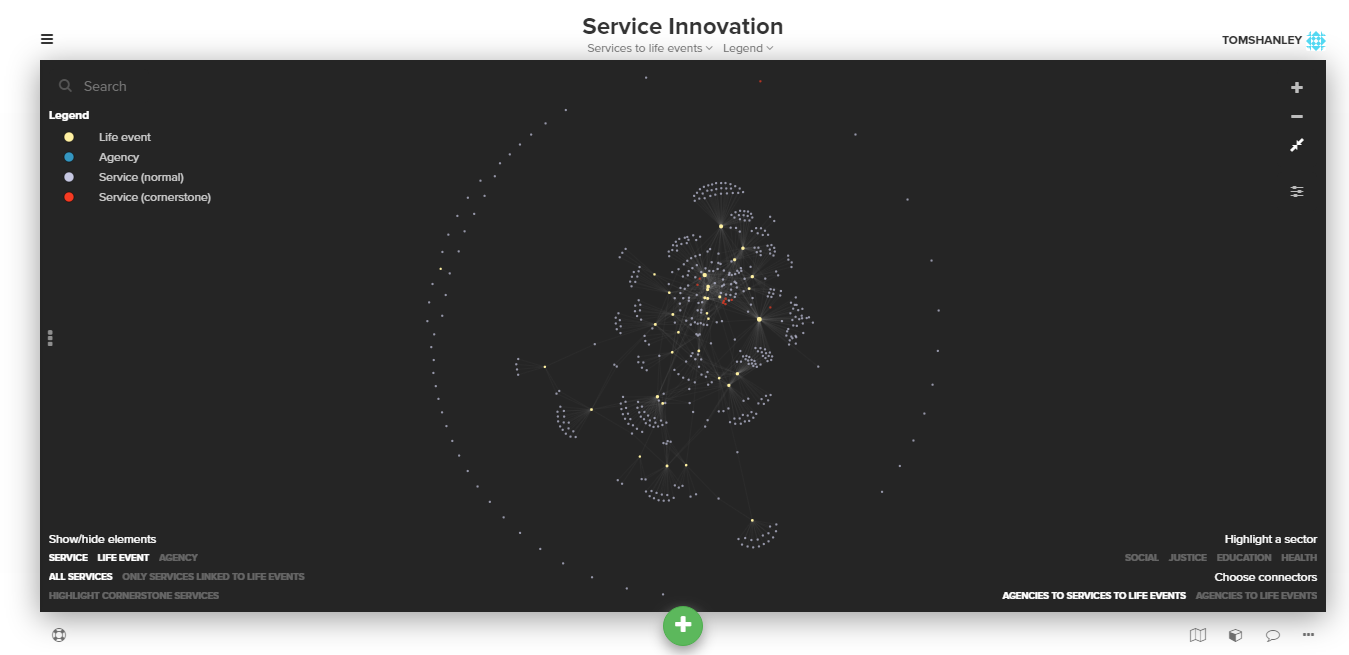 Service Innovation
Services to life events Legend
TOMSHANLEY
Search
Legend
Life event
Agency
Service (normal)
Service (cornerstone)
Show/hide elements
SERVICE LIFE EVENT AGENCY
ALL SERVICES ONLY SERVICES LINKED TO LIFE EVENTS
HIGHLIGHT CORNERSTONE SERVICES
Highlight a sector
SOCIAL JUSTICE EDUCATION HEALTH
Choose connectors
AGENCIES TO SERVICES TO LIFE EVENTS AGENCIES TO LIFE EVENTS